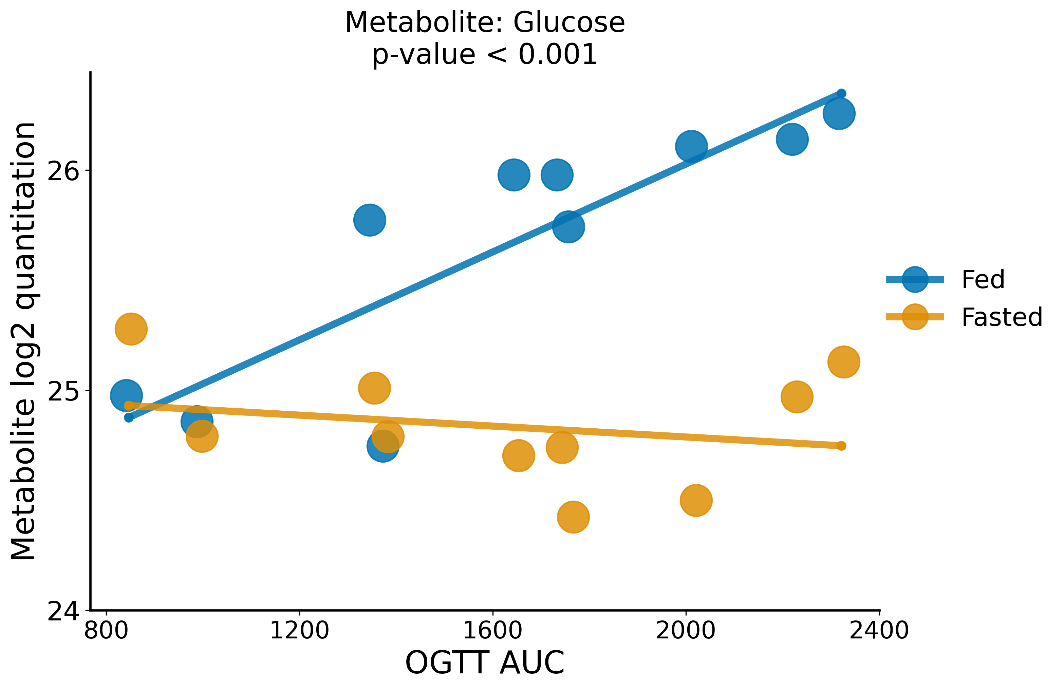 Metabolite: Glucose
p-value < 0.001
Metabolite log2 quantitation
26
25
24
800 1200 1600 2000 2400
OGTT AUC
Fed
Fasted